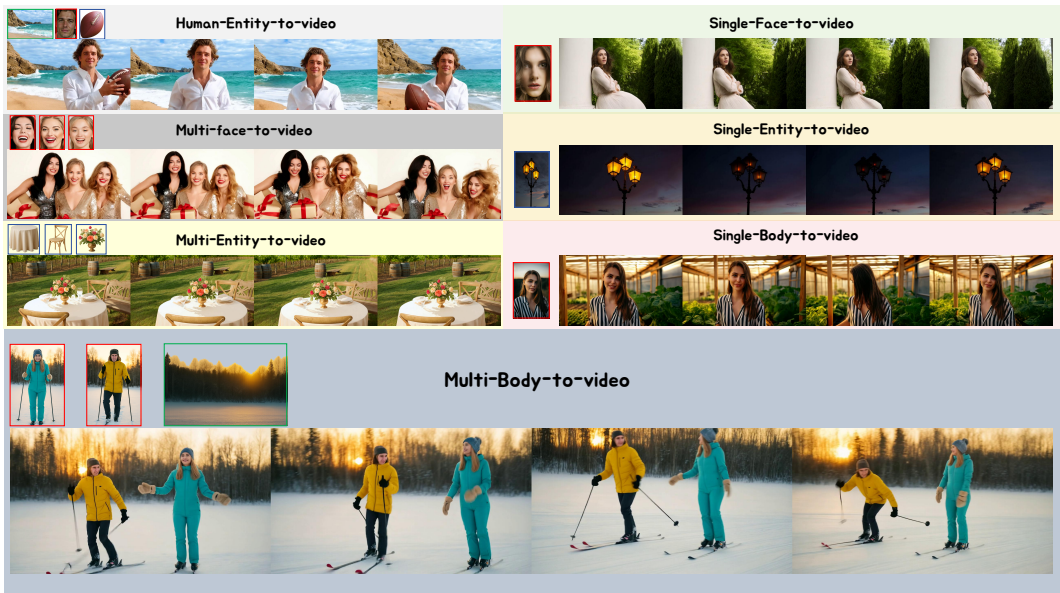 Human-Entity-to-video
Single-Face-to-video
Multi-face-to-video
Single-Entity-to-video
Multi-Entity-to-video
Single-Body-to-video
Multi-Body-to-video